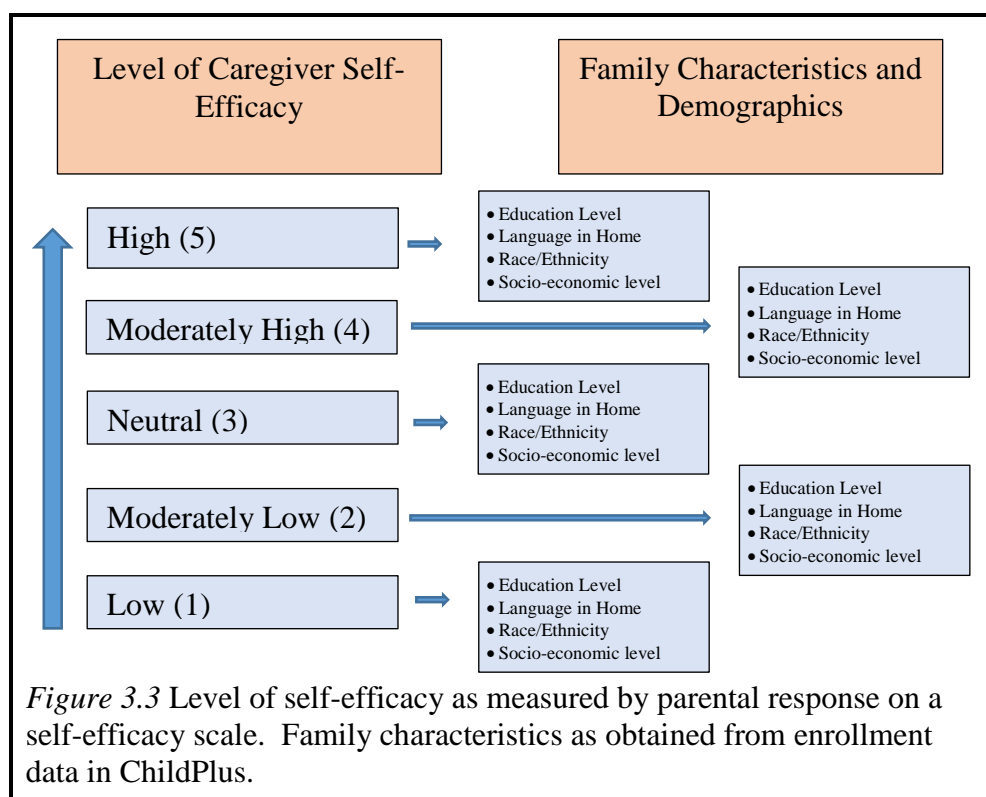 Level of Caregiver Self-
Efficacy
Family Characteristics and
Demographics
High (5)
• Education Level
• Language in Home
• Race/Ethnicity
• Socio-economic level
Moderately High (4)
• Education Level
• Language in Home
• Race/Ethnicity
• Socio-economic level
Neutral (3)
• Education Level
• Language in Home
• Race/Ethnicity
• Socio-economic level
Moderately Low (2)
• Education Level
• Language in Home
• Race/Ethnicity
• Socio-economic level
Low (1)
• Education Level
• Language in Home
• Race/Ethnicity
• Socio-economic level
Figure 3.3 Level of self-efficacy as measured by parental response on a
self-efficacy scale.  Family characteristics as obtained from enrollment
data in ChildPlus.